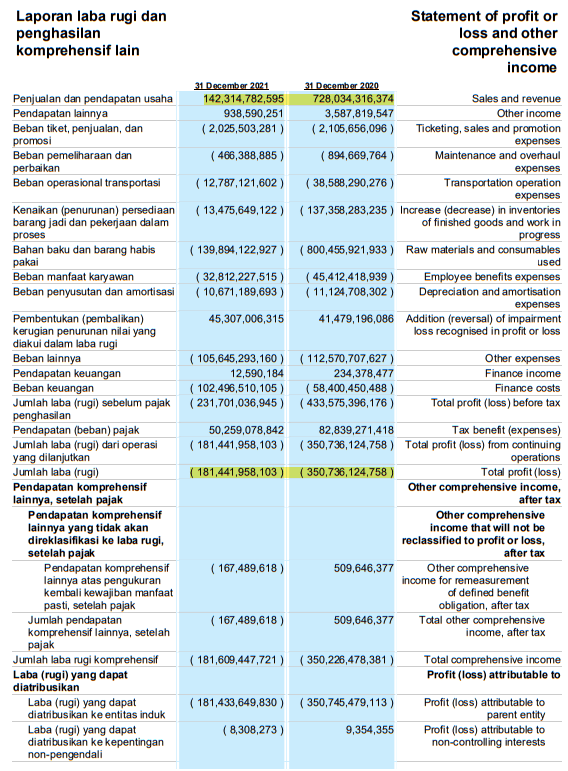 Laporan laba rugi dan
penghasilan
komprehensif lain
Statement of profit or
loss and other
comprehensive
income
31 December 2021 31 December 2020
Penjualan dan pendapatan usaha 142,314,782,595 728,034,316,374 Sales and revenue
Pendapatan lainnya 938,590,251 3,587,819,547 Other income
Beban tiket, penjualan, dan ( 2,025,503,281 ) ( 2,105,656,096 ) Ticketing, sales and promotion
promosi expenses
Beban pemeliharaan dan ( 466,388,885 ) ( 894,669,764 ) Maintenance and overhaul
perbaikan expenses
Beban operasional transportasi ( 12,787,121,602 ) ( 38,588,290,276 ) Transportation operation
expenses
Kenaikan (penurunan) persediaan ( 13,475,649,122 ) ( 137,358,283,235 ) Increase (decrease) in inventories
barang jadi dan pekerjaan dalam of finished goods and work in
proses progress
Bahan baku dan barang habis ( 139,894,122,927 ) ( 800,455,921,933 ) Raw materials and consumables
pakai used
Beban manfaat karyawan ( 32,812,227,515 ) ( 45,412,418,939 ) Employee benefits expenses
Beban penyusutan dan amortisasi ( 10,671,189,693 ) ( 11,124,708,302 ) Depreciation and amortisation
expenses
Pembentukan (pembalikan) 45,307,006,315 41,479,196,086 Addition (reversal) of impairment
kerugian penurunan nilai yang loss recognised in profit or loss
diakui dalam laba rugi
Beban lainnya ( 105,645,293,160 ) ( 112,570,707,627 ) Other expenses
Pendapatan keuangan 12,590,184 234,378,477 Finance income
Beban keuangan ( 102,496,510,105 ) ( 58,400,450,488 ) Finance costs
Jumlah laba (rugi) sebelum pajak ( 231,701,036,945 ) ( 433,575,396,176 ) Total profit (loss) before tax
penghasilan
Pendapatan (beban) pajak 50,259,078,842 82,839,271,418 Tax benefit (expenses)
Jumlah laba (rugi) dari operasi ( 181,441,958,103 ) ( 350,736,124,758 ) Total profit (loss) from continuing
yang dilanjutkan operations
Jumlah laba (rugi) ( 181,441,958,103 ) ( 350,736,124,758 ) Total profit (loss)
Pendapatan komprehensif Other comprehensive income,
lainnya, setelah pajak after tax
Pendapatan komprehensif Other comprehensive
lainnya yang tidak akan income that will not be
direklasifikasi ke laba rugi, reclassified to profit or loss,
setelah pajak after tax
Pendapatan komprehensif ( 167,489,618 ) 509,646,377 Other comprehensive
lainnya atas pengukuran income for remeasurement
kembali kewajiban manfaat of defined benefit
pasti, setelah pajak obligation, after tax
Jumlah pendapatan ( 167,489,618 ) 509,646,377 Total other comprehensive
komprehensif lainnya, setelah income, after tax
pajak
Jumlah laba rugi komprehensif ( 181,609,447,721 ) ( 350,226,478,381 ) Total comprehensive income
Laba (rugi) yang dapat Profit (loss) attributable to
diatribusikan
Laba (rugi) yang dapat ( 181,433,649,830 ) ( 350,745,479,113 ) Profit (loss) attributable to
diatribusikan ke entitas induk parent entity
Laba (rugi) yang dapat ( 8,308,273 ) 9,354,355 Profit (loss) attributable to
diatribusikan ke kepentingan non-controlling interests
non-pengendali